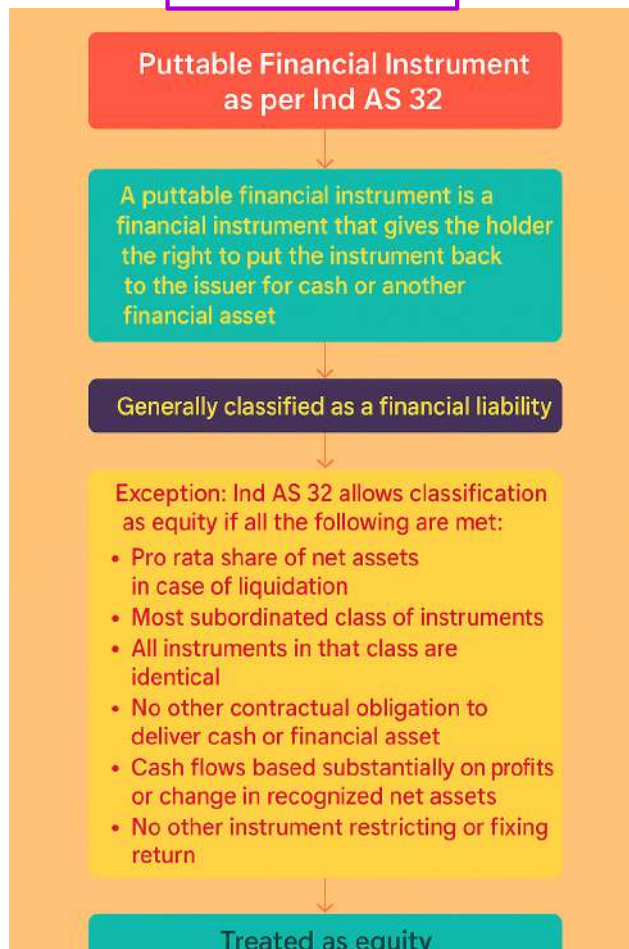 Puttable Financial Instrument
as per Ind AS 32
A puttable financial instrument is a
financial instrument that gives the holder
the right to put the instrument back
to the issuer for cash or another
financial asset
Generally classified as a financial liability
Exception: Ind AS 32 allows classification
as equity if all the following are met:
• Pro rata share of net assets
in case of liquidation
• Most subordinated class of instruments
• All instruments in that class are
identical
• No other contractual obligation to
deliver cash or financial asset
• Cash flows based substantially on profits
or change in recognized net assets
• No other instrument restricting or fixing
return
Treated as equity